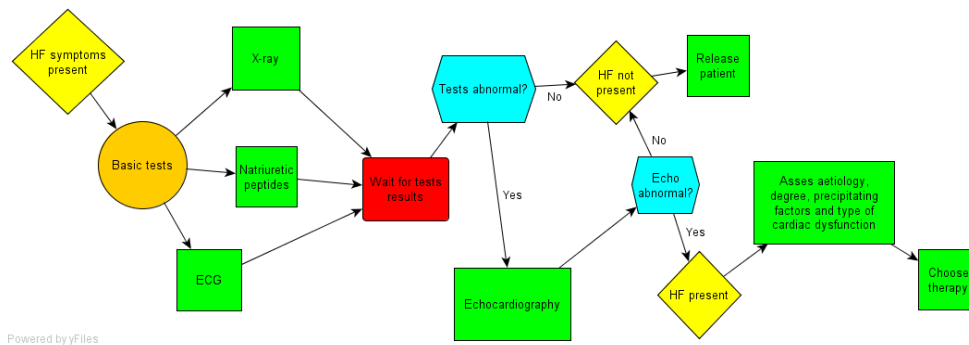 HF symptoms
present
Basic tests
X-ray
Natriuretic
peptides
ECG
Wait for tests
results
Tests abnormal?
No
Yes
HF not
present
Release
patient
Echocardiography
Echo
abnormal?
No
Yes
HF present
Asses aetiology,
degree, precipitating
factors and type of
cardiac dysfunction
Choose
therapy
Powered by yFiles